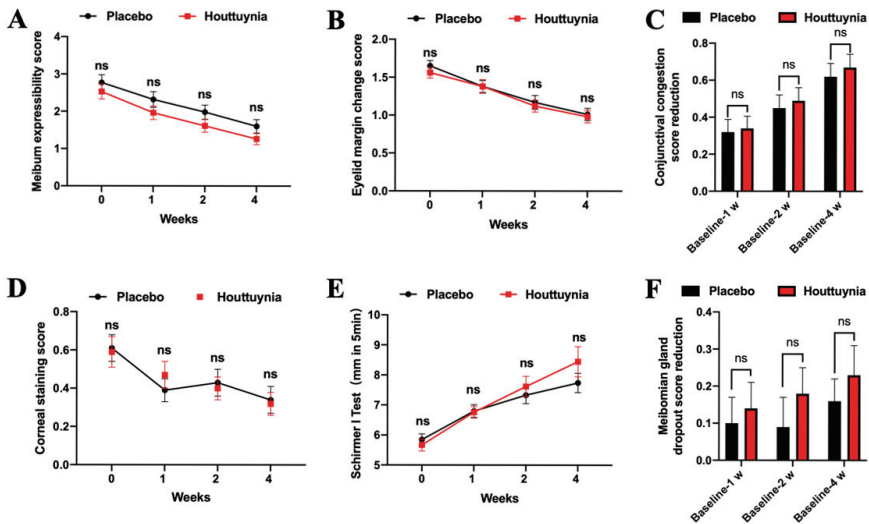 A
Placebo Houttuynia
Meibum expressibility score
4
3
2
1
0
ns ns ns ns
0 1 2 4
Weeks
B
Placebo Houttuynia
Eyelid margin change score
2.0
1.5
1.0
0.5
0.0
ns ns ns ns
0 1 2 4
Weeks
C
Placebo Houttuynia
Conjunctival congestion
score reduction
0.8
0.6
0.4
0.2
0.0
ns ns ns
Baseline-1 w Baseline-2 w Baseline-4 w
D
Placebo Houttuynia
Corneal staining score
0.8
0.6
0.4
0.2
0.0
ns ns ns ns
0 1 2 4
Weeks
E
Placebo Houttuynia
Schirmer I Test (mm in 5min)
10
9
8
7
6
5
ns ns ns ns
0 1 2 4
Weeks
F
Placebo Houttuynia
Meibomian gland
dropout score reduction
0.4
0.3
0.2
0.1
0.0
ns ns ns
Baseline-1 w Baseline-2 w Baseline-4 w